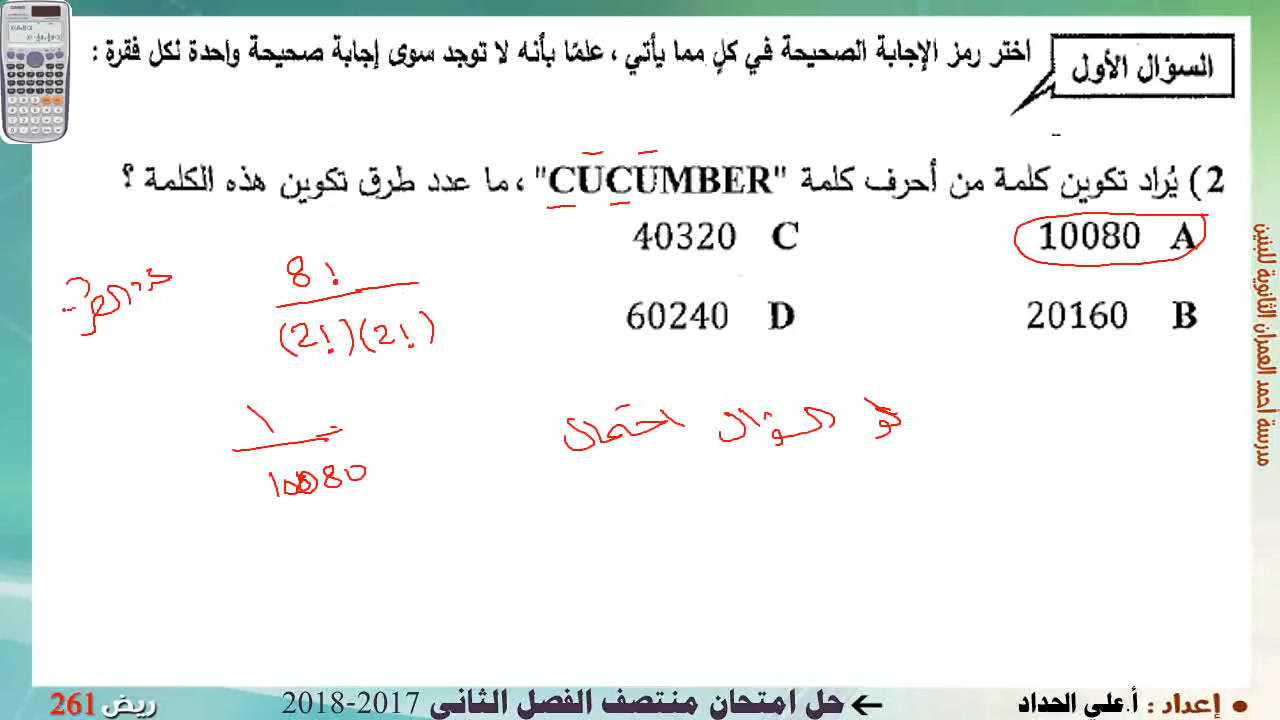 السؤال الأول
اختر رمز الإجابة الصحيحة في كلٍ مما يأتي ، علمًا بأنه لا توجد سوى إجابة صحيحة واحدة لكل فقرة :
2) يُراد تكوين كلمة من أحرف كلمة "CUCUMBER" ، ما عدد طرق تكوين هذه الكلمة ؟
10080 A
40320 C
20160 B
60240 D
8!
(2!)(2!)
لو السؤال احتمال
1
10080
مدرسة أحمد العمران الثانوية للبنين
إعداد : أ.علي الحداد
حل امتحان منتصف الفصل الثاني 2017-2018
ريض 261